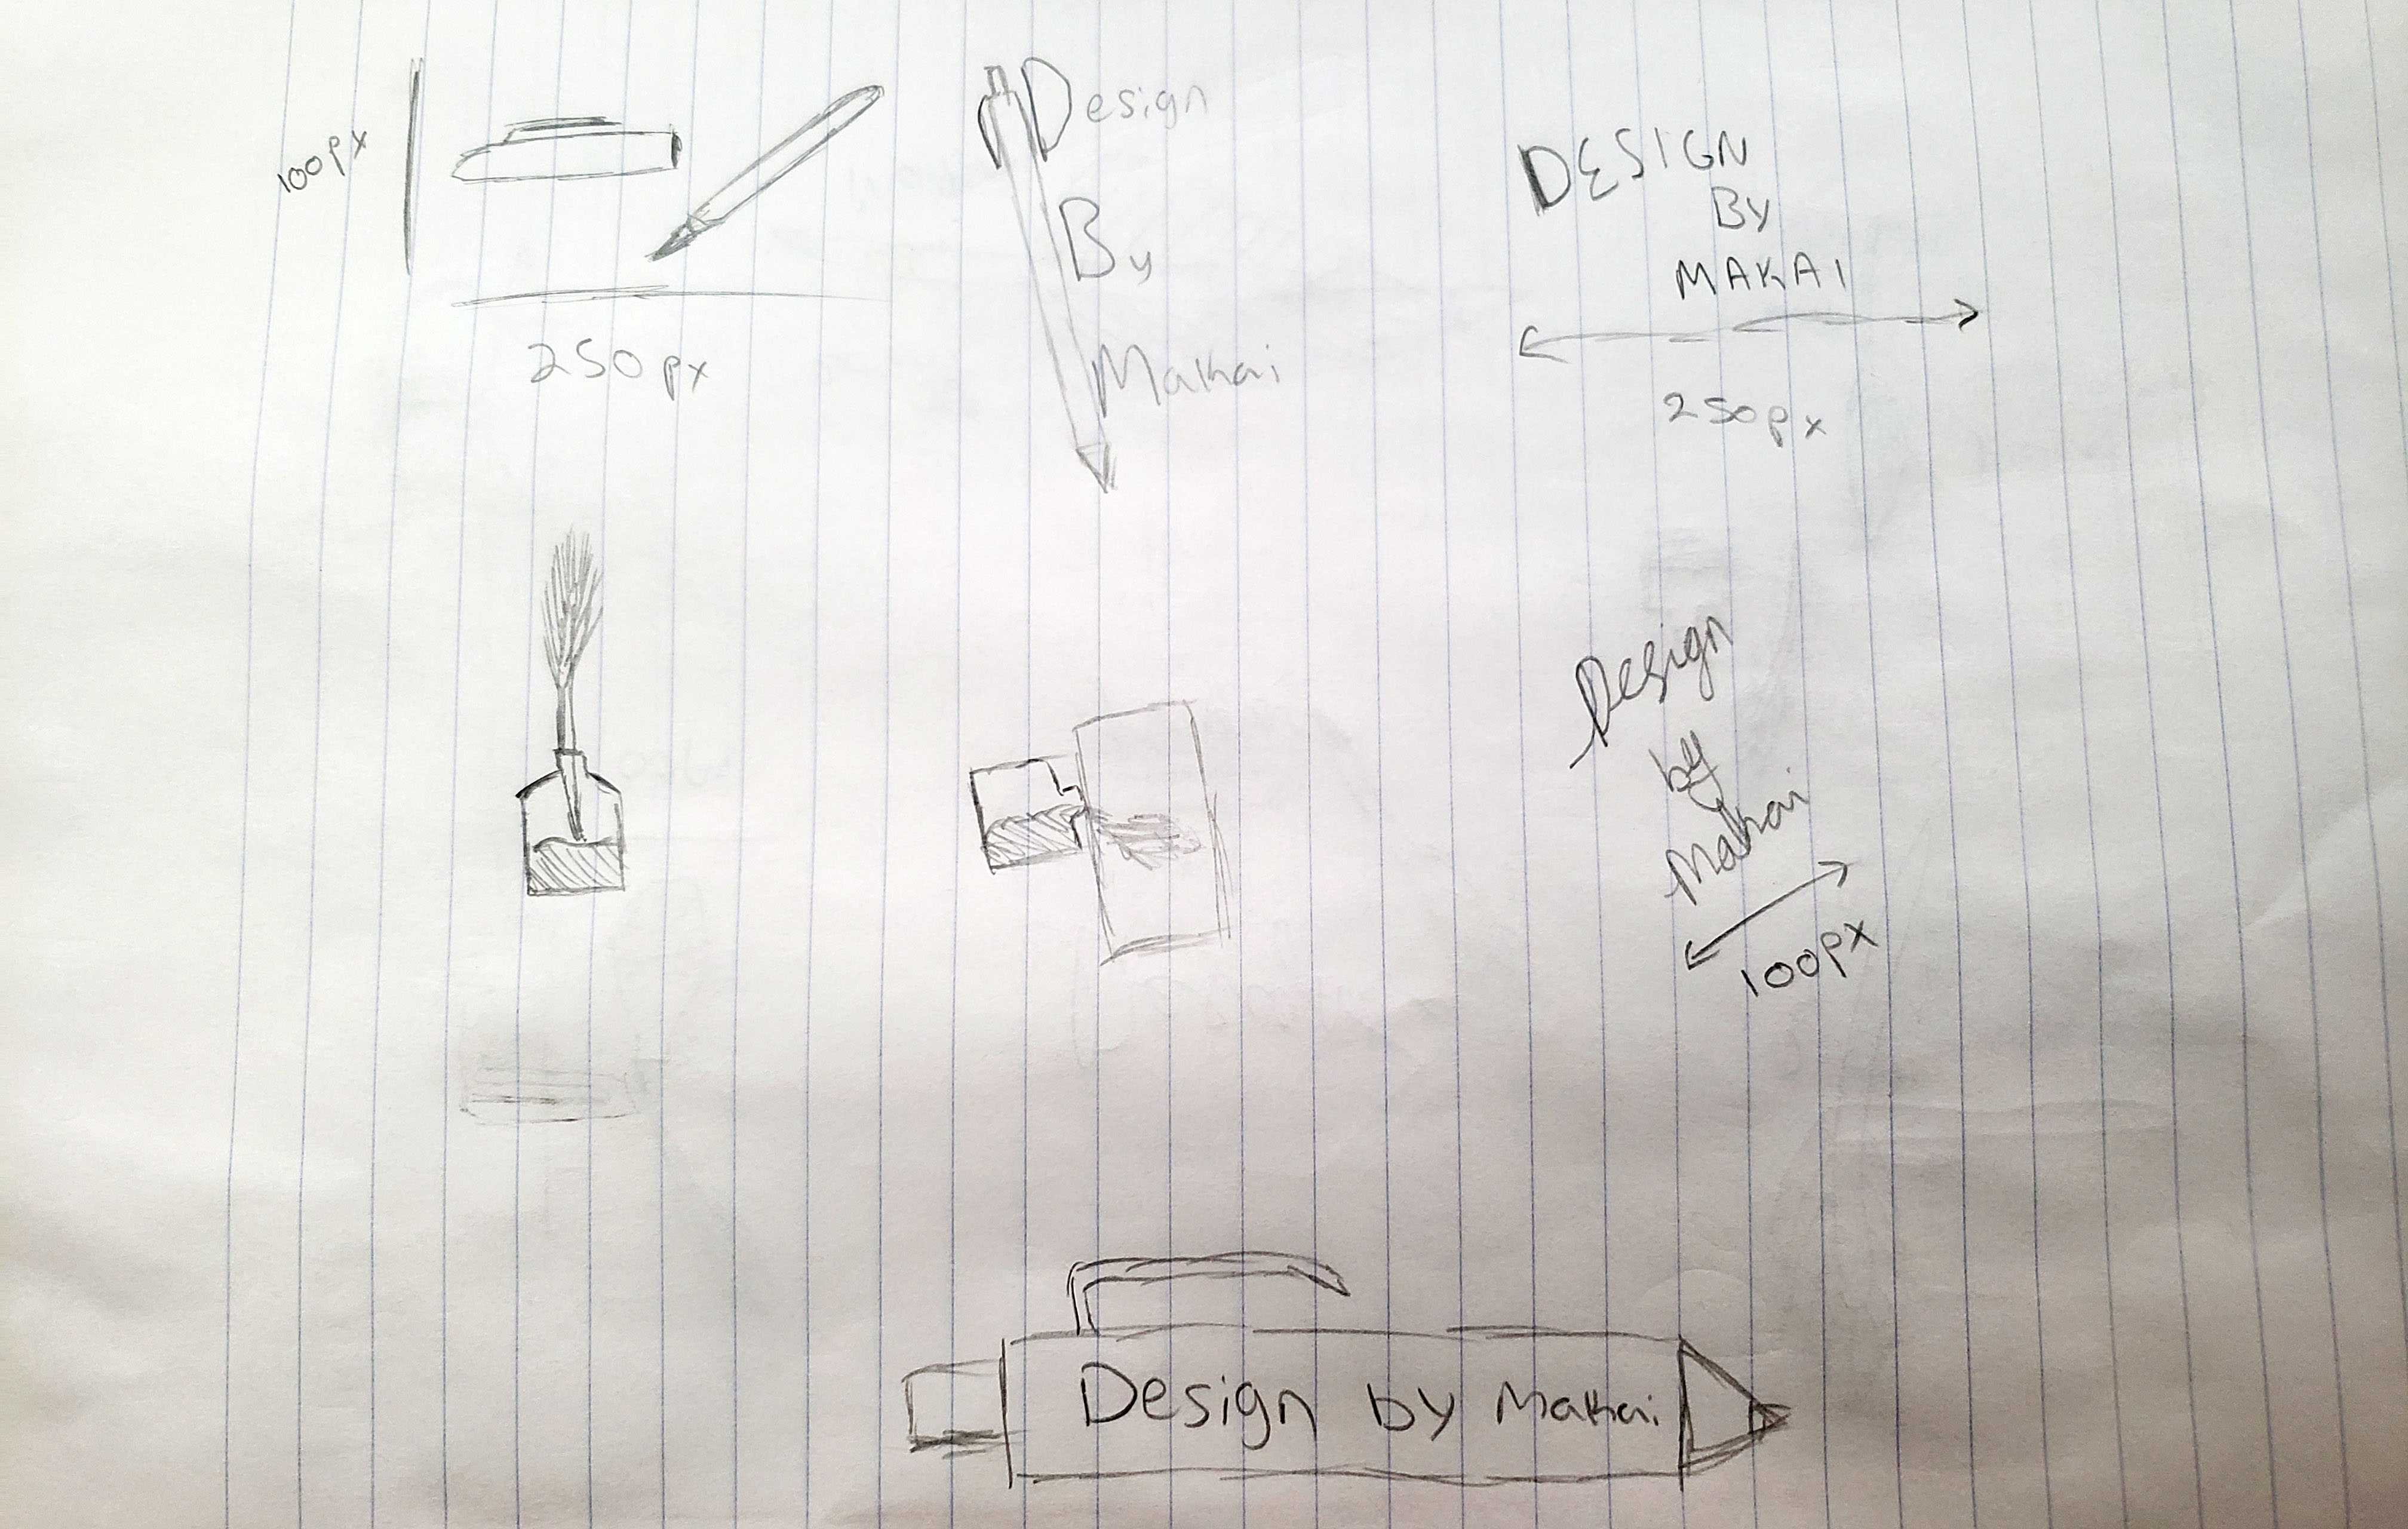 100px
250px
Design
By
Makai
DESIGN
By
MAKAI
250px
Design
by
Makai
100px
Design by Makai